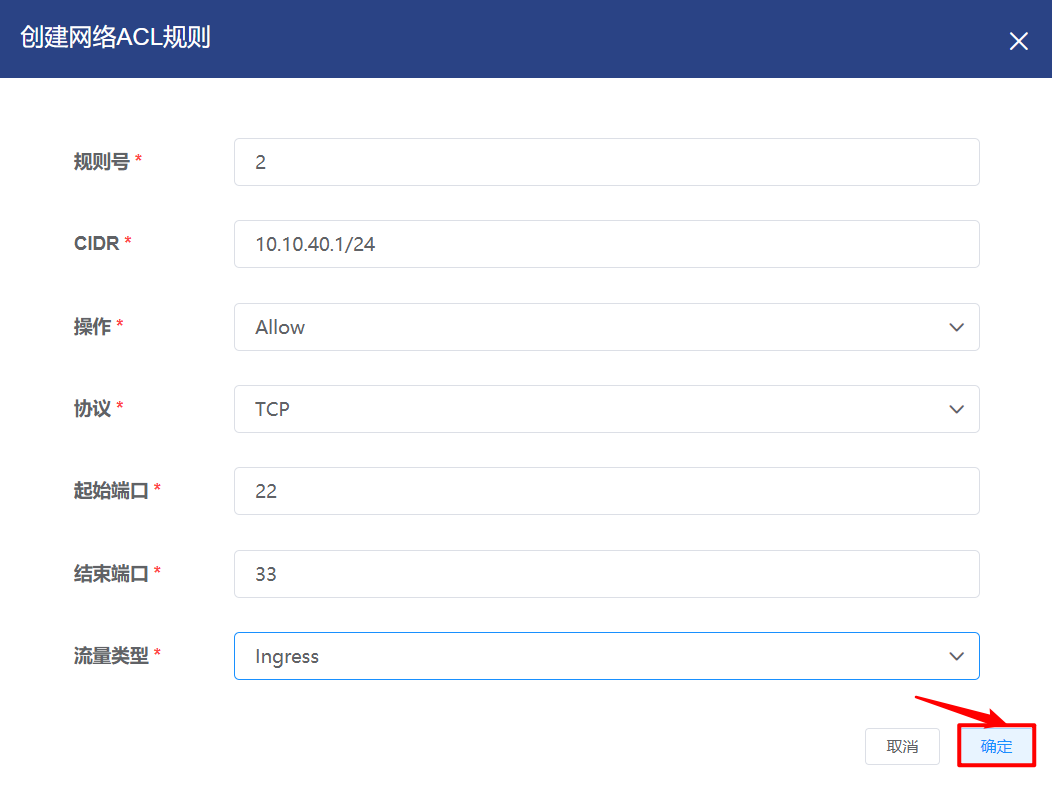 创建网络ACL规则
规则号 * 2
CIDR * 10.10.40.1/24
操作 * Allow
协议 * TCP
起始端口 * 22
结束端口 * 33
流量类型 * Ingress
取消 确定